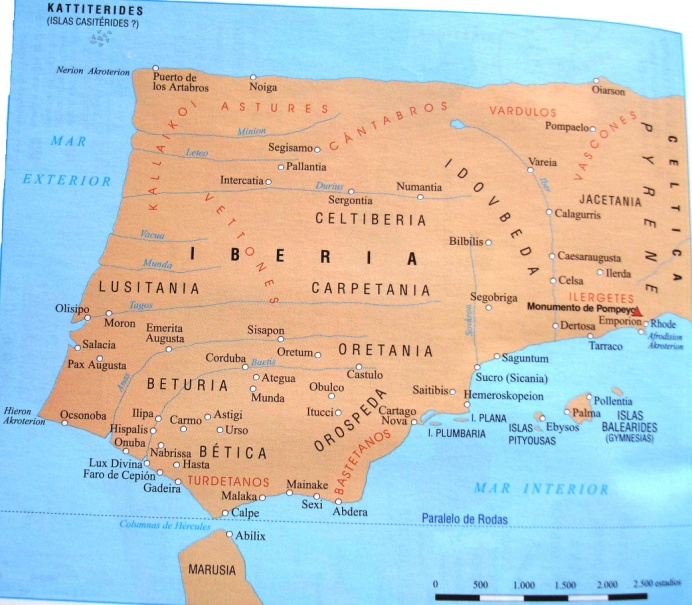 KATTITERIDES
(ISLAS CASITÉRIDES ?)
Nerion Akroterion
Puerto de
los Artabros
Noiga
Oiarson
MAR
EXTERIOR
KALLAIKOI
ASTURES
CÁNTABROS
VARDULOS
VASCONES
PYRENE
CELTICA
Pompaelo
Minion
Leteo
Segisamo
Pallantia
Intercatia
Durius
Numantia
Sergontia
Vareia
Iber
IDOVBEDA
JACETANIA
Calagurris
VETTONES
CELTIBERIA
Vacua
Bilbilis
IBERIA
Munda
Caesaraugusta
Celsa
Ilerda
LUSITANIA
CARPETANIA
ILERGETES
Segobriga
Monumento de Pompeyo
Tagos
Olisipo
Moron
Emerita
Augusta
Emporion
Rhode
Dertosa
Afrodision
Akroterion
Tarraco
Salacia
Sisapon
Pax Augusta
Oretum
ORETANIA
Corduba
Baetis
Castulo
Saguntum
Sucro (Sicania)
Anas
BETURIA
Ategua
Munda
Obulco
Saitibis
Hemeroskopeion
Pollentia
Hieron
Akroterion
Ocsonoba
Ilipa
Carmo
Astigi
Itucci
OROSPEDA
Cartago
Nova
I. PLANA
I. PLUMBARIA
ISLAS
PITYOUSAS
Ebysos
Palma
ISLAS
BALEARIDES
(GYMNESIAS)
Hispalis
Urso
Onuba
Nabrissa
BÉTICA
BASTETANOS
Lux Divina
Hasta
Faro de Cepión
Gadeira
TURDETANOS
Malaka
Mainake
Sexi
Abdera
MAR INTERIOR
Calpe
Columnas de Hércules
Paralelo de Rodas
Abilix
MARUSIA
0 500 1.000 1.500 2.000 2.500 estadios